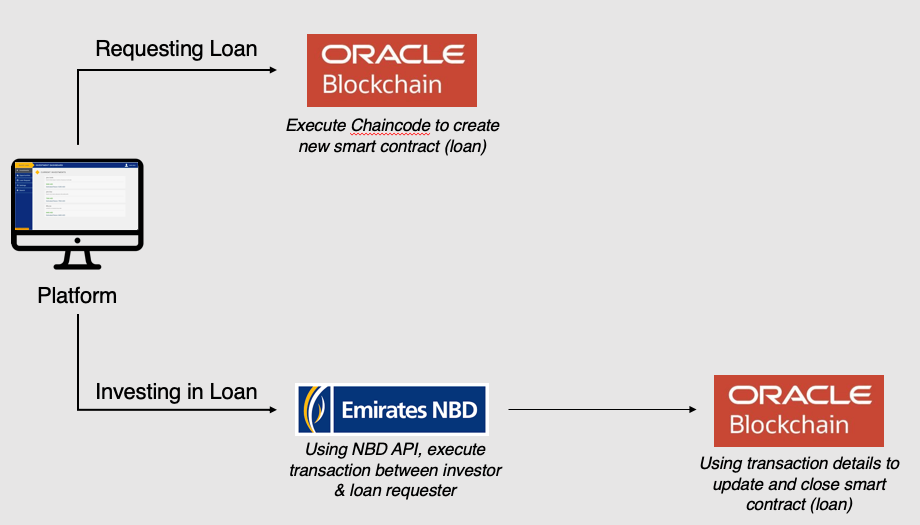 Requesting Loan
ORACLE
Blockchain
Execute Chaincode to create
new smart contract (loan)
Platform
Investing in Loan
Emirates NBD
Using NBD API, execute
transaction between investor
& loan requester
ORACLE
Blockchain
Using transaction details to
update and close smart
contract (loan)